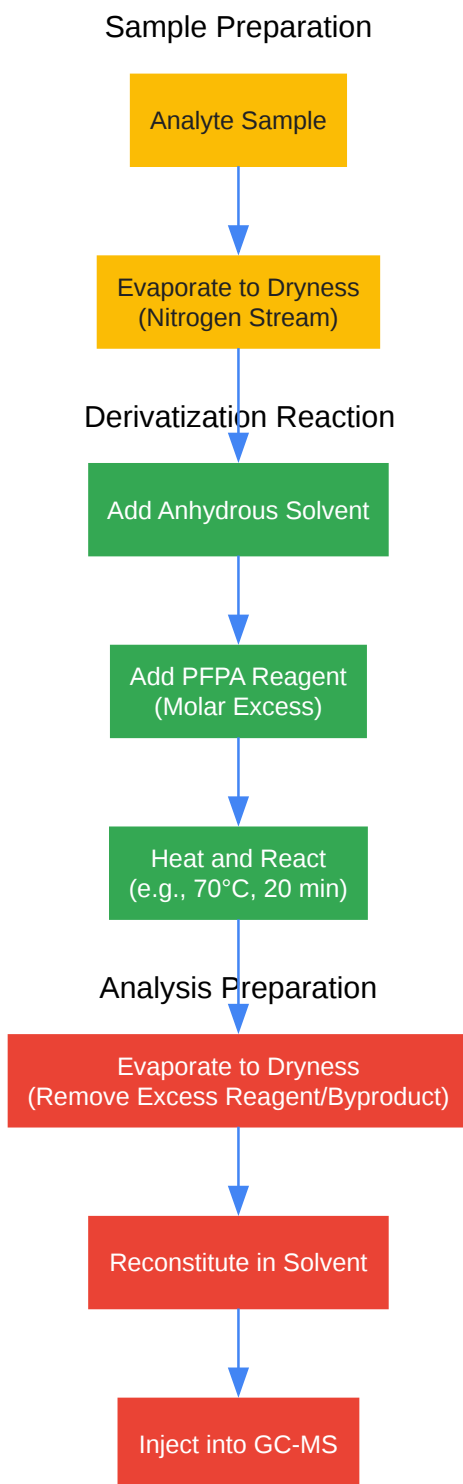 Sample Preparation
Analyte Sample
Evaporate to Dryness
(Nitrogen Stream)
Derivatization Reaction
Add Anhydrous Solvent
Add PFPA Reagent
(Molar Excess)
Heat and React
(e.g., 70°C, 20 min)
Analysis Preparation
Evaporate to Dryness
(Remove Excess Reagent/Byproduct)
Reconstitute in Solvent
Inject into GC-MS